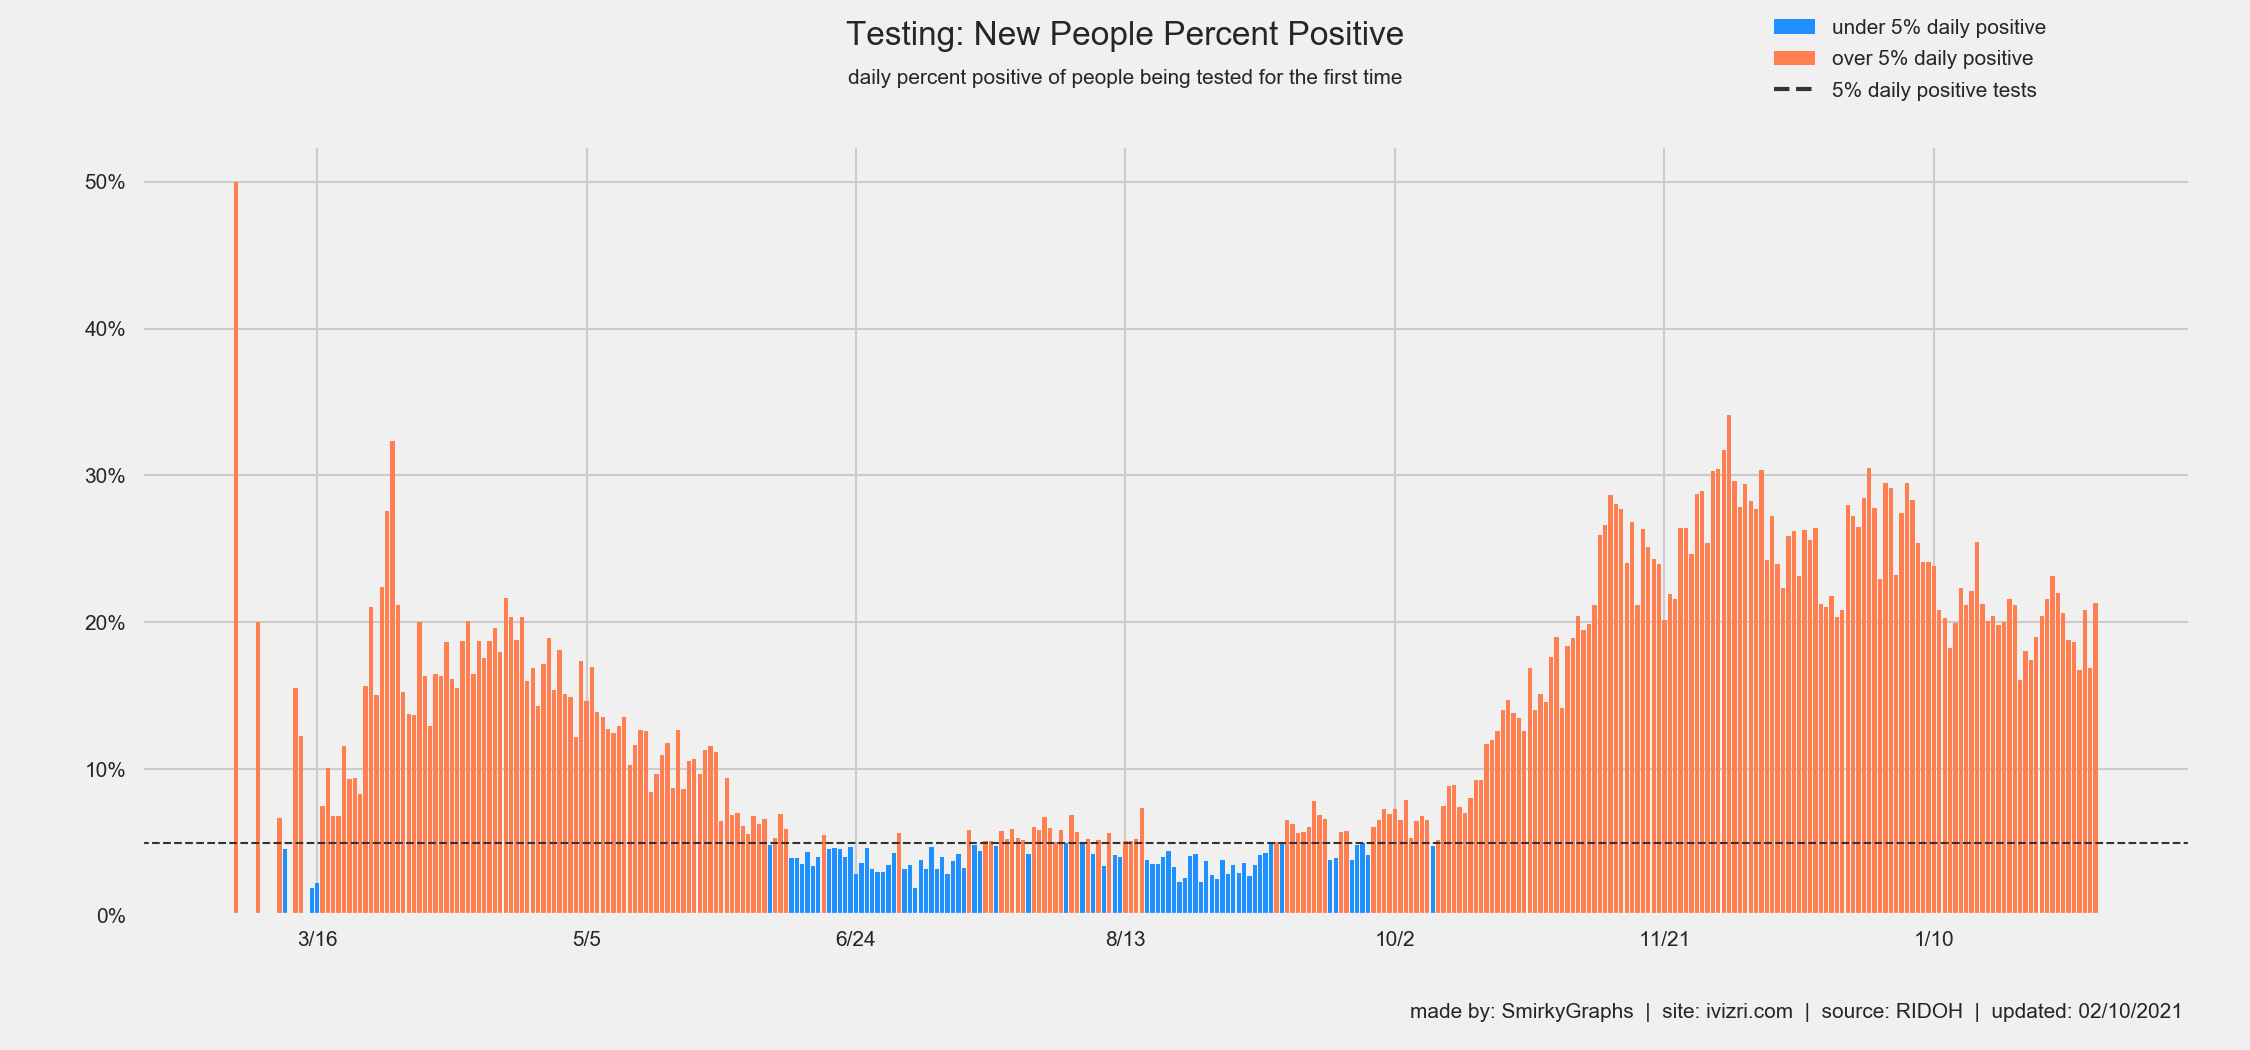 Testing: New People Percent Positive
daily percent positive of people being tested for the first time
under 5% daily positive
over 5% daily positive
5% daily positive tests
50%
40%
30%
20%
10%
0%
3/16
5/5
6/24
8/13
10/2
11/21
1/10
made by: SmirkyGraphs | site: ivizri.com | source: RIDOH | updated: 02/10/2021